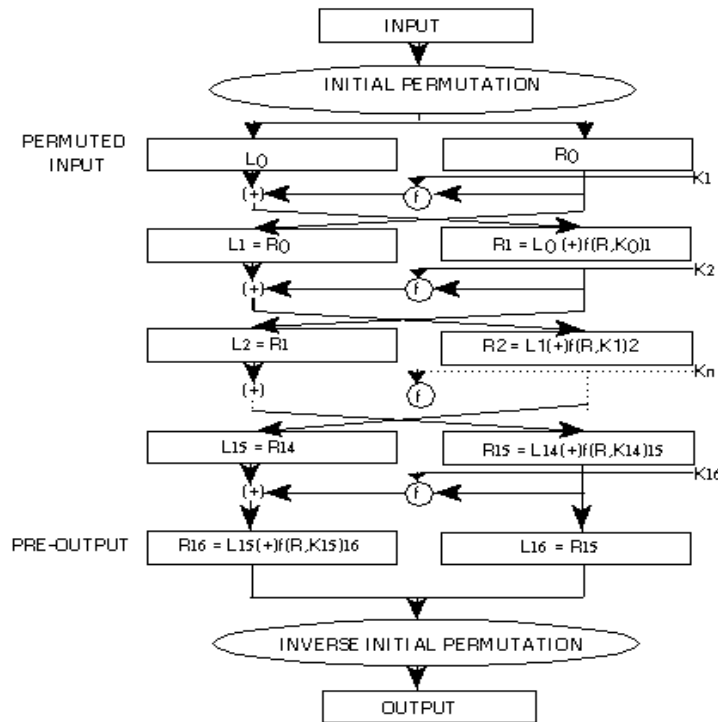 INPUT
INITIAL PERMUTATION
PERMUTED
INPUT
L0
R0
K1
(+)
f
L1 = R0
R1 = L0 (+)f(R,K0)1
K2
(+)
f
L2 = R1
R2 = L1(+)f(R,K1)2
Kn
(+)
f
L15 = R14
R15 = L14(+)f(R,K14)15
K16
(+)
f
PRE-OUTPUT
R16 = L15(+)f(R,K15)16
L16 = R15
INVERSE INITIAL PERMUTATION
OUTPUT